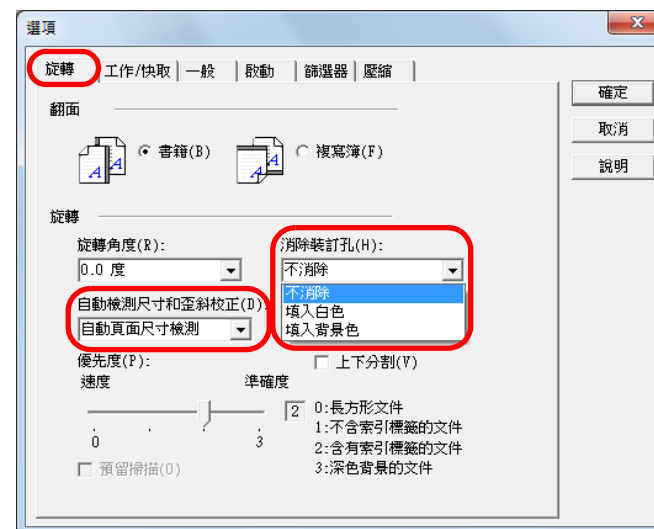 選項
旋轉 工作/快取 一般 啟動 篩選器 壓縮
確定
取消
說明
翻面
書籍(B) 複寫簿(F)
旋轉
旋轉角度(R): 消除裝訂孔(H):
0.0 度 不消除
不消除
填入白色
填入背景色
自動檢測尺寸和歪斜校正(D):
自動頁面尺寸檢測
優先度(P): 上下分割(V)
速度 準確度
2
0 3
0:長方形文件
1:不含索引標籤的文件
2:含有索引標籤的文件
3:深色背景的文件
預留掃描(O)